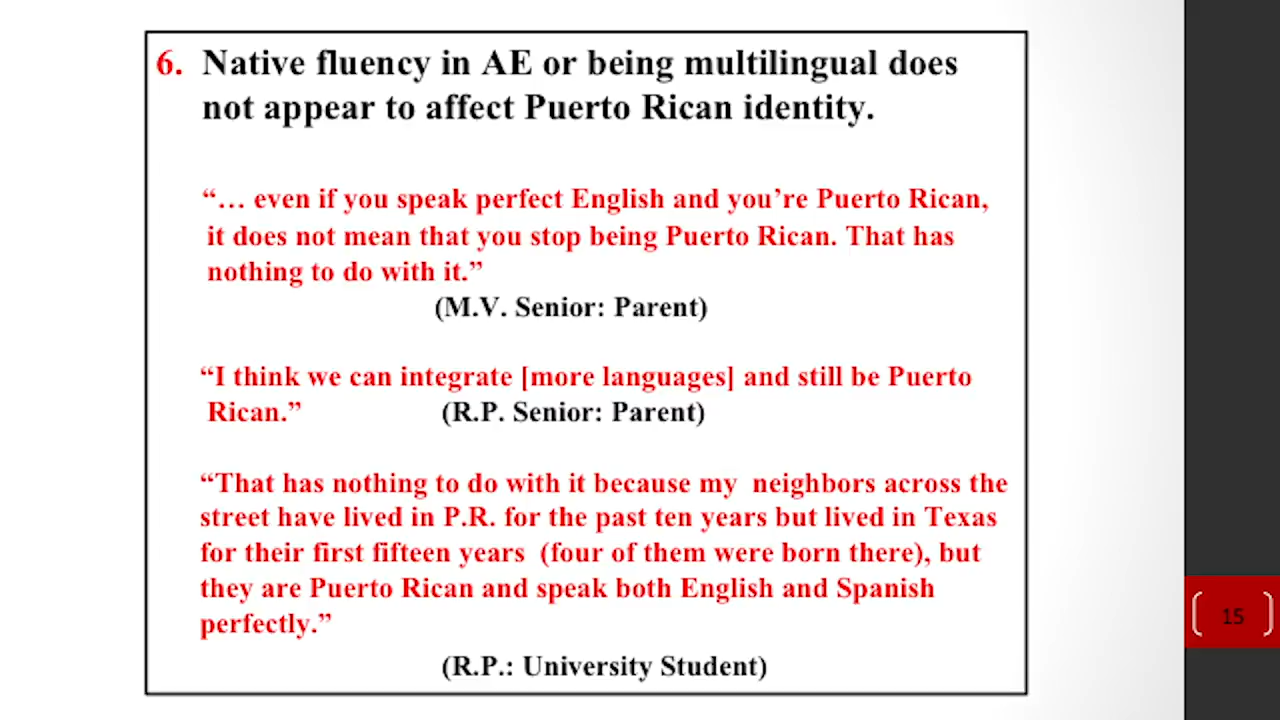 6. Native fluency in AE or being multilingual does
not appear to affect Puerto Rican identity.
“… even if you speak perfect English and you’re Puerto Rican,
it does not mean that you stop being Puerto Rican. That has
nothing to do with it.”
(M.V. Senior: Parent)
“I think we can integrate [more languages] and still be Puerto
Rican.” (R.P. Senior: Parent)
“That has nothing to do with it because my neighbors across the
street have lived in P.R. for the past ten years but lived in Texas
for their first fifteen years (four of them were born there), but
they are Puerto Rican and speak both English and Spanish
perfectly.”
(R.P.: University Student)
15